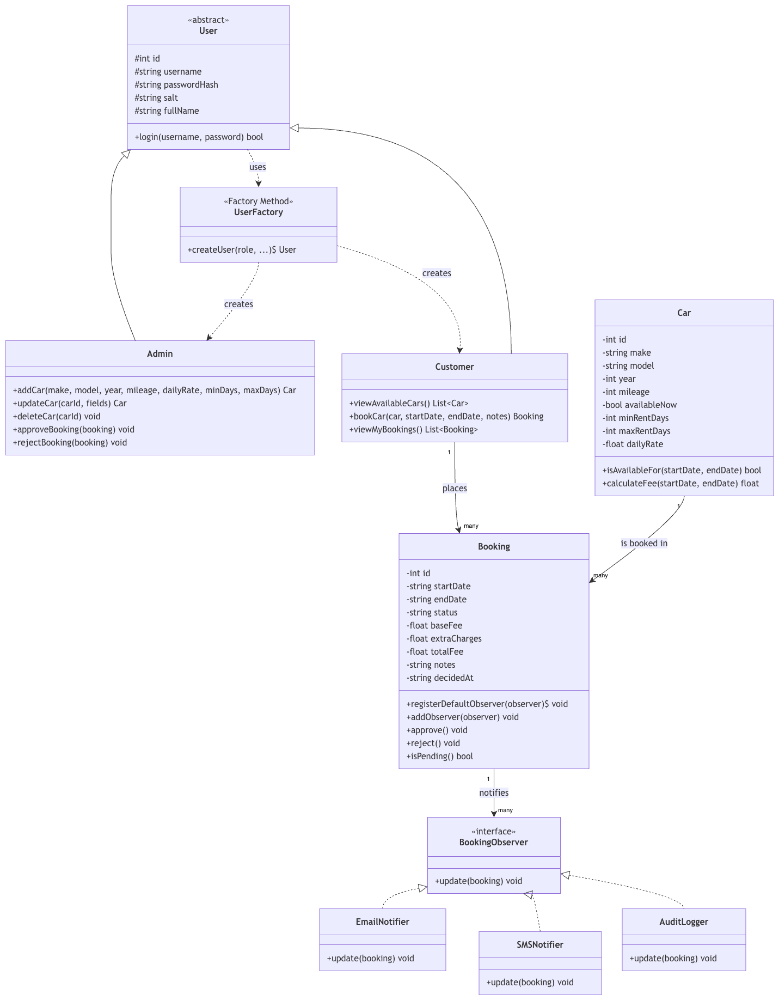 «abstract»
User
#int id
#string username
#string passwordHash
#string salt
#string fullName
+login(username, password) bool
uses
«Factory Method»
UserFactory
+createUser(role, ...)$ User
creates
creates
Admin
+addCar(make, model, year, mileage, dailyRate, minDays, maxDays) Car
+updateCar(carId, fields) Car
+deleteCar(carId) void
+approveBooking(booking) void
+rejectBooking(booking) void
Customer
+viewAvailableCars() List<Car>
+bookCar(car, startDate, endDate, notes) Booking
+viewMyBookings() List<Booking>
Car
-int id
-string make
-string model
-int year
-int mileage
-bool availableNow
-int minRentDays
-int maxRentDays
-float dailyRate
+isAvailableFor(startDate, endDate) bool
+calculateFee(startDate, endDate) float
1
places
many
1
is booked in
many
Booking
-int id
-string startDate
-string endDate
-string status
-float baseFee
-float extraCharges
-float totalFee
-string notes
-string decidedAt
+registerDefaultObserver(observer)$ void
+addObserver(observer) void
+approve() void
+reject() void
+isPending() bool
1
notifies
many
«interface»
BookingObserver
+update(booking) void
EmailNotifier
+update(booking) void
SMSNotifier
+update(booking) void
AuditLogger
+update(booking) void